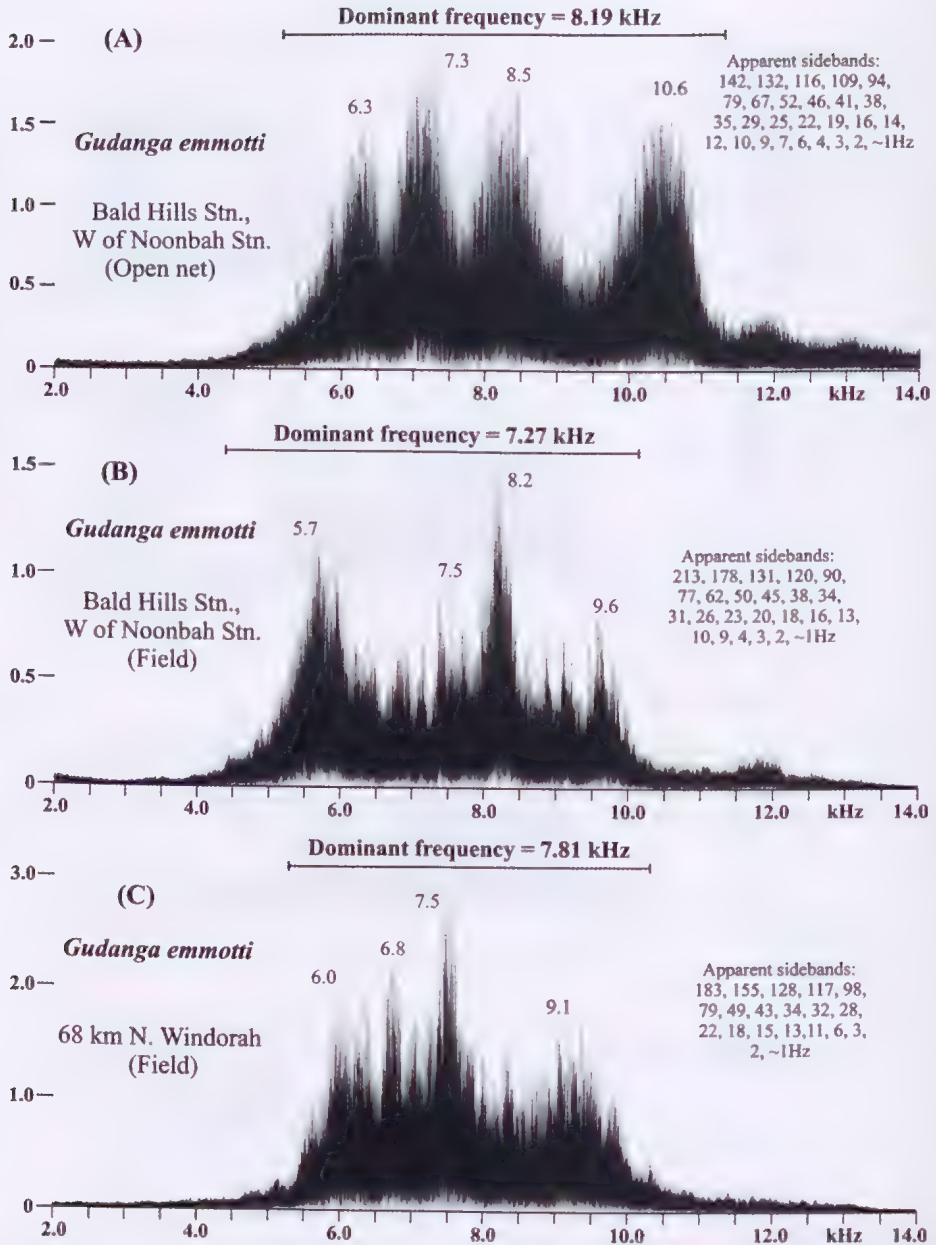 Dominant frequency = 8.19 kHz
2.0
(A)
7.3
8.5
6.3
10.6
Apparent sidebands:
142, 132, 116, 109, 94,
79, 67, 52, 46, 41, 38,
35, 29, 25, 22, 19, 16, 14,
12, 10, 9, 7, 6, 4, 3, 2, ~1Hz
1.5
Gudanga emmotti
Bald Hills Stn.,
W of Noonbah Stn.
(Open net)
1.0
0.5
0
2.0 4.0 6.0 8.0 10.0 kHz 14.0
Dominant frequency = 7.27 kHz
1.5
(B)
8.2
Gudanga emmotti
5.7
7.5
9.6
Apparent sidebands:
213, 178, 131, 120, 90,
77, 62, 50, 45, 38, 34,
31, 26, 23, 20, 18, 16, 13,
10, 9, 4, 3, 2, ~1Hz
1.0
Bald Hills Stn.,
W of Noonbah Stn.
(Field)
0.5
0
2.0 4.0 6.0 8.0 10.0 12.0 kHz 14.0
Dominant frequency = 7.81 kHz
3.0
(C)
7.5
Gudanga emmotti
6.8
6.0
9.1
Apparent sidebands:
183, 155, 128, 117, 98,
79, 49, 43, 34, 32, 28,
22, 18, 15, 13,11, 6, 3,
2, ~1Hz
2.0
68 km N. Windorah
(Field)
1.0
0
2.0 4.0 6.0 8.0 10.0 12.0 kHz 14.0